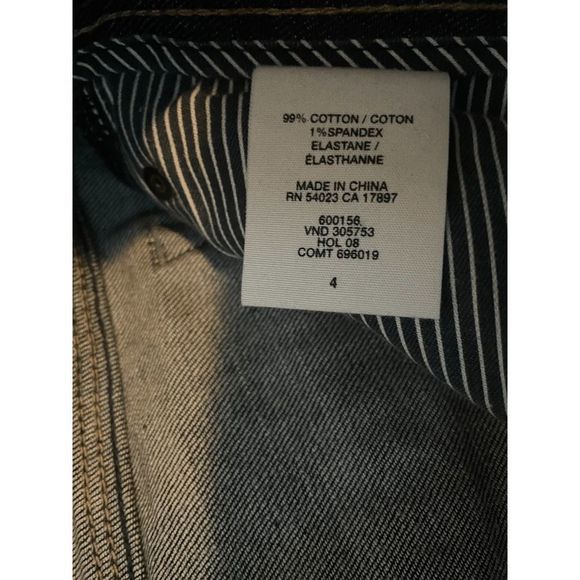 99% COTTON / COTON
1% SPANDEX
ELASTANE /
ÉLASTHANNE
MADE IN CHINA
RN 54023 CA 17897
600156
VND 305753
HOL 08
COMT 696019
4